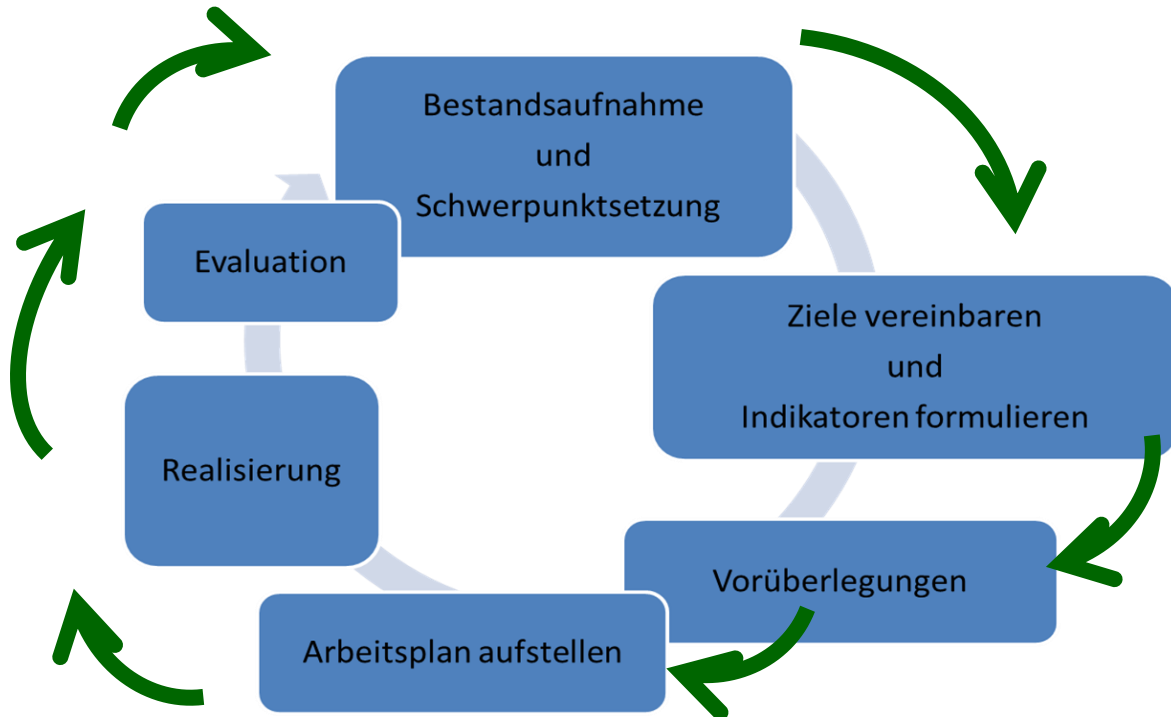 Bestandsaufnahme
und
Schwerpunktsetzung
Ziele vereinbaren
und
Indikatoren formulieren
Vorüberlegungen
Arbeitsplan aufstellen
Realisierung
Evaluation